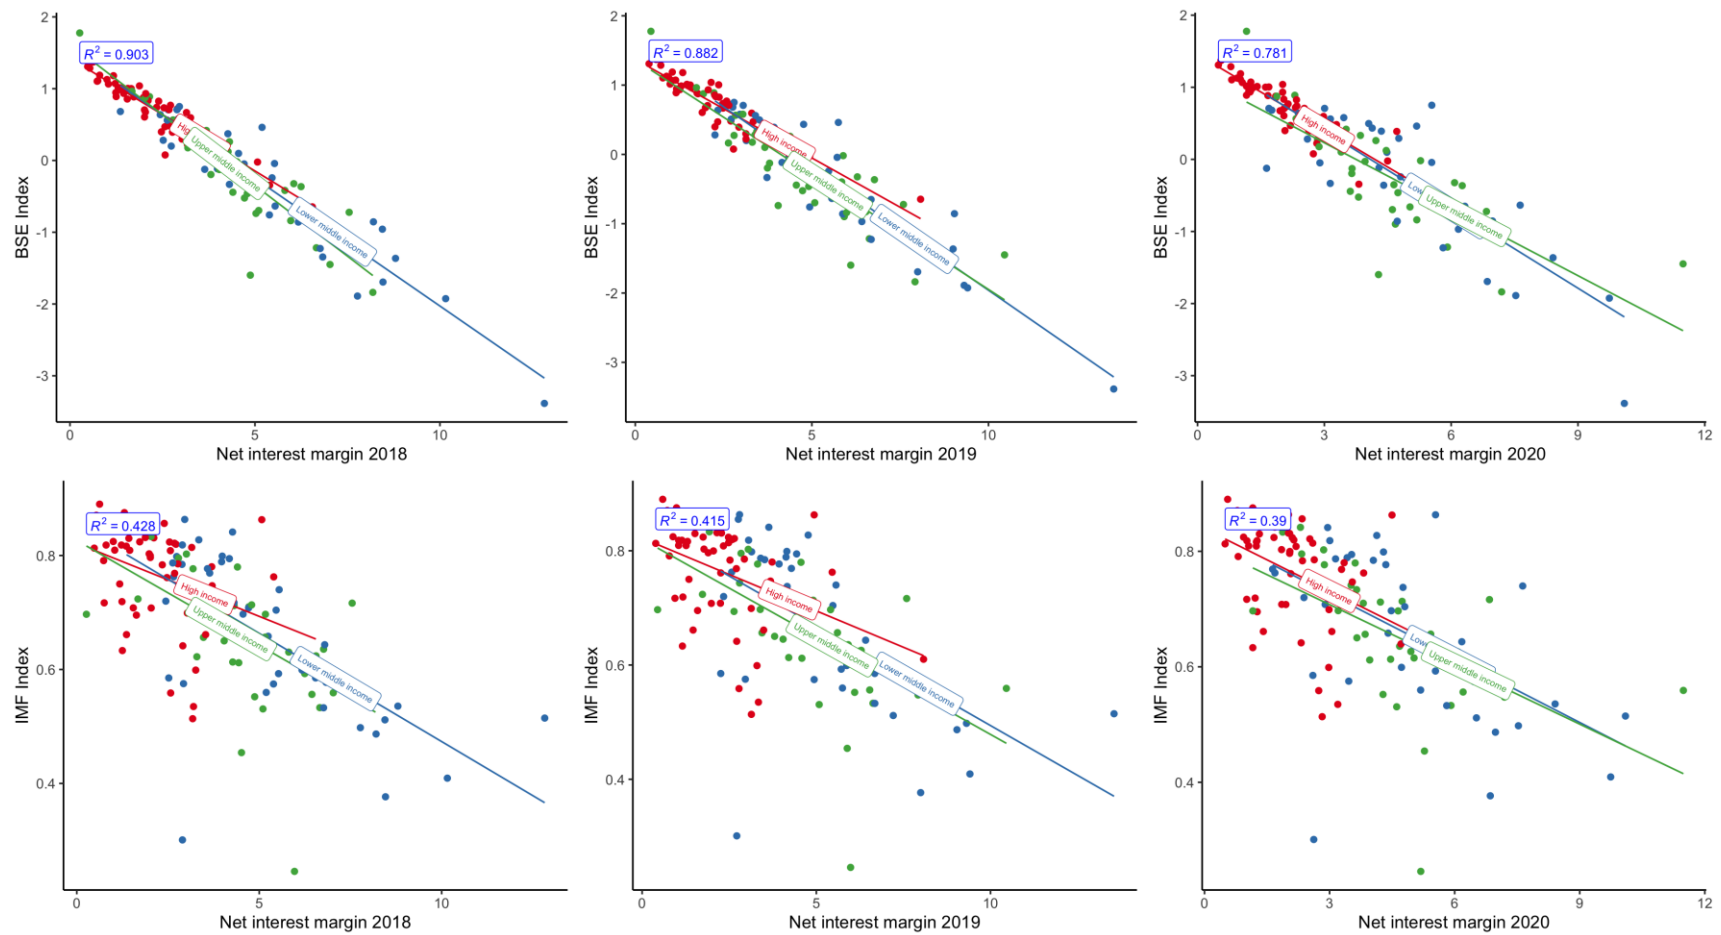 2
1
0
-1
-2
-3
BSE Index
R² = 0.903
High
Upper middle income
Lower middle income
0
5
10
Net interest margin 2018
2
1
0
-1
-2
-3
BSE Index
R² = 0.882
High income
Upper middle income
Lower middle income
0
5
10
Net interest margin 2019
2
1
0
-1
-2
-3
BSE Index
R² = 0.781
High income
Upper middle income
0
3
6
9
12
Net interest margin 2020
0.8
0.6
0.4
IMF Index
R² = 0.428
High income
Upper middle income
Lower middle income
0
5
10
Net interest margin 2018
0.8
0.6
0.4
IMF Index
R² = 0.415
High income
Upper middle income
Lower middle income
0
5
10
Net interest margin 2019
0.8
0.6
0.4
IMF Index
R² = 0.39
High income
Upper middle income
0
3
6
9
12
Net interest margin 2020